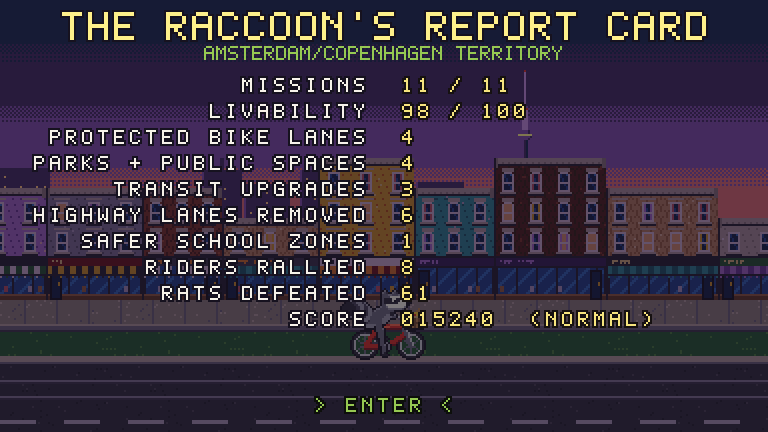 THE RACCOON'S REPORT CARD
AMSTERDAM/COPENHAGEN TERRITORY
MISSIONS 11 / 11
LIVABILITY 98 / 100
PROTECTED BIKE LANES 4
PARKS + PUBLIC SPACES 4
TRANSIT UPGRADES 3
HIGHWAY LANES REMOVED 6
SAFER SCHOOL ZONES 1
RIDERS RALLIED 8
RATS DEFEATED 61
SCORE 015240 (NORMAL)
> ENTER <